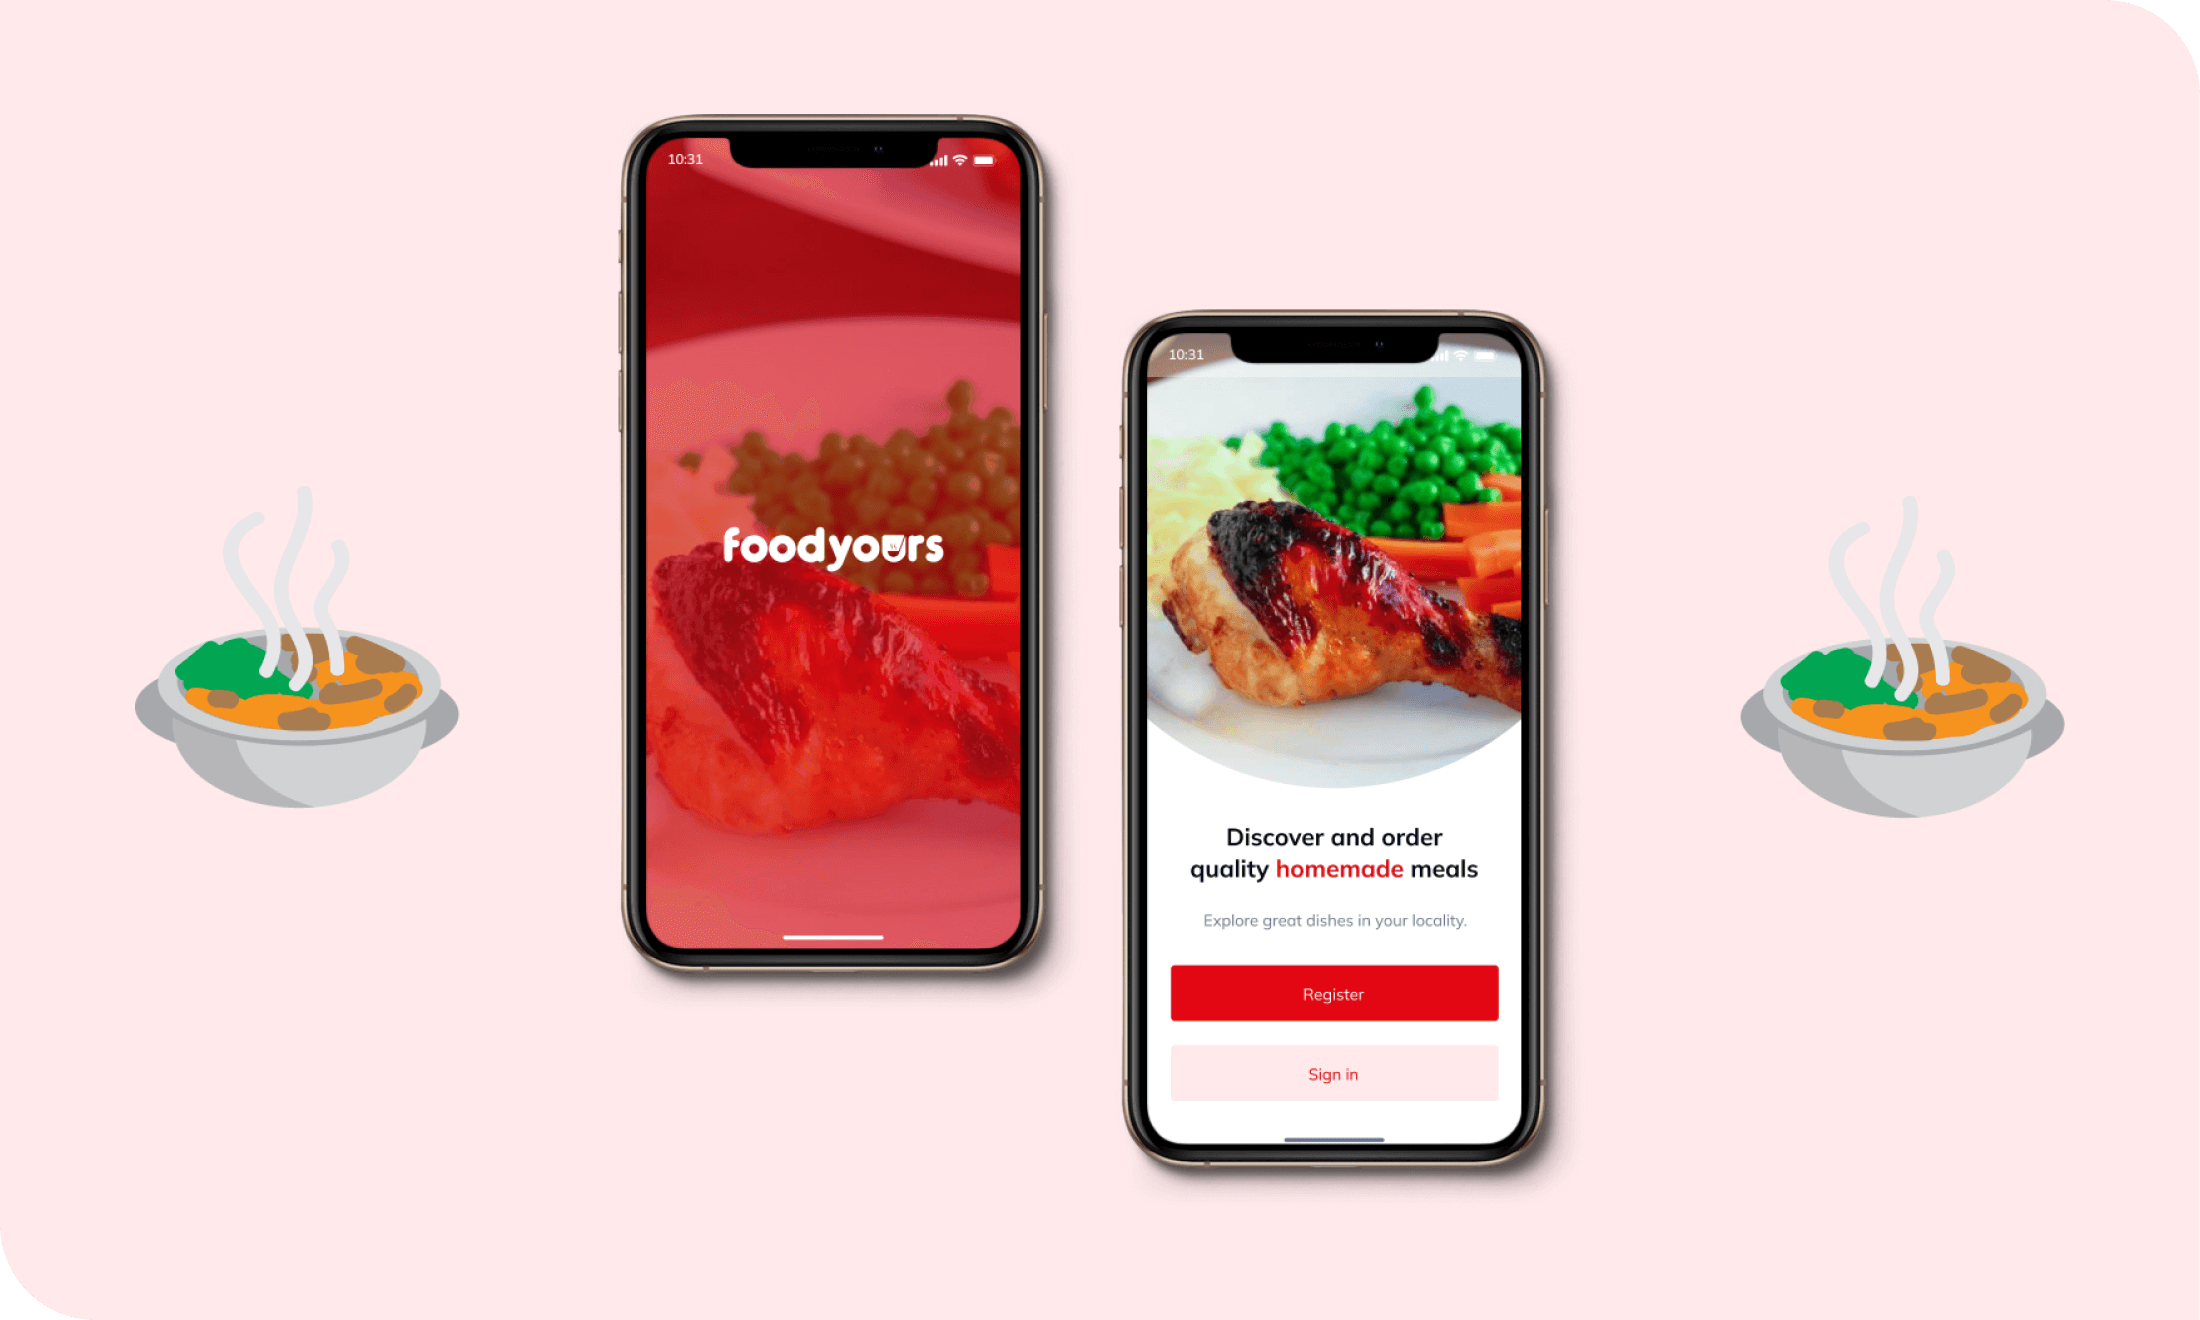 10:31
foodyours
10:31
Discover and order
quality homemade meals
Explore great dishes in your locality.
Register
Sign in